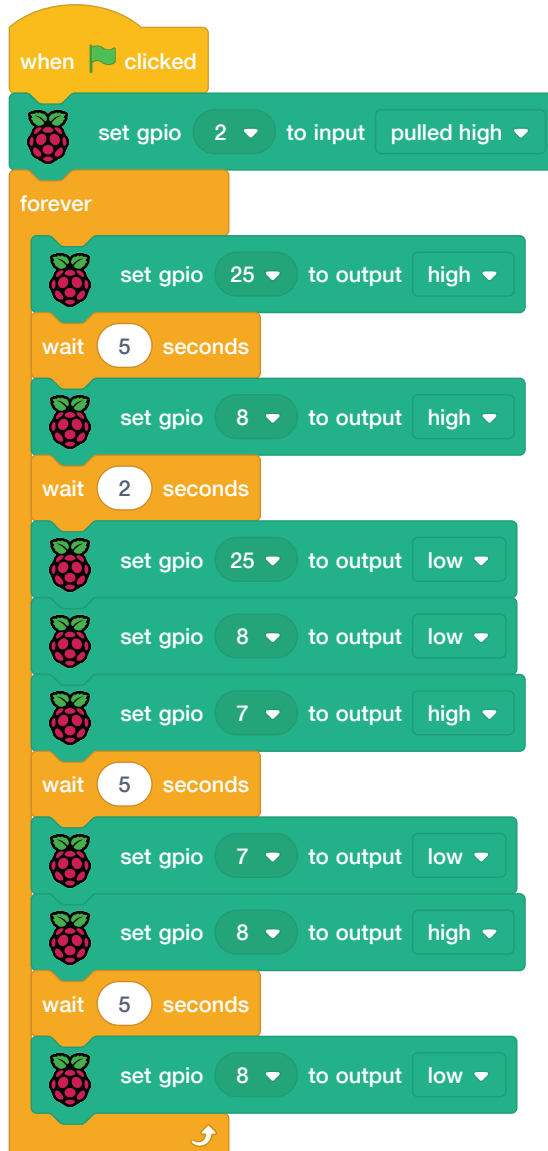 when clicked
set gpio 2 to input pulled high
forever
set gpio 25 to output high
wait 5 seconds
set gpio 8 to output high
wait 2 seconds
set gpio 25 to output low
set gpio 8 to output low
set gpio 7 to output high
wait 5 seconds
set gpio 7 to output low
set gpio 8 to output high
wait 5 seconds
set gpio 8 to output low